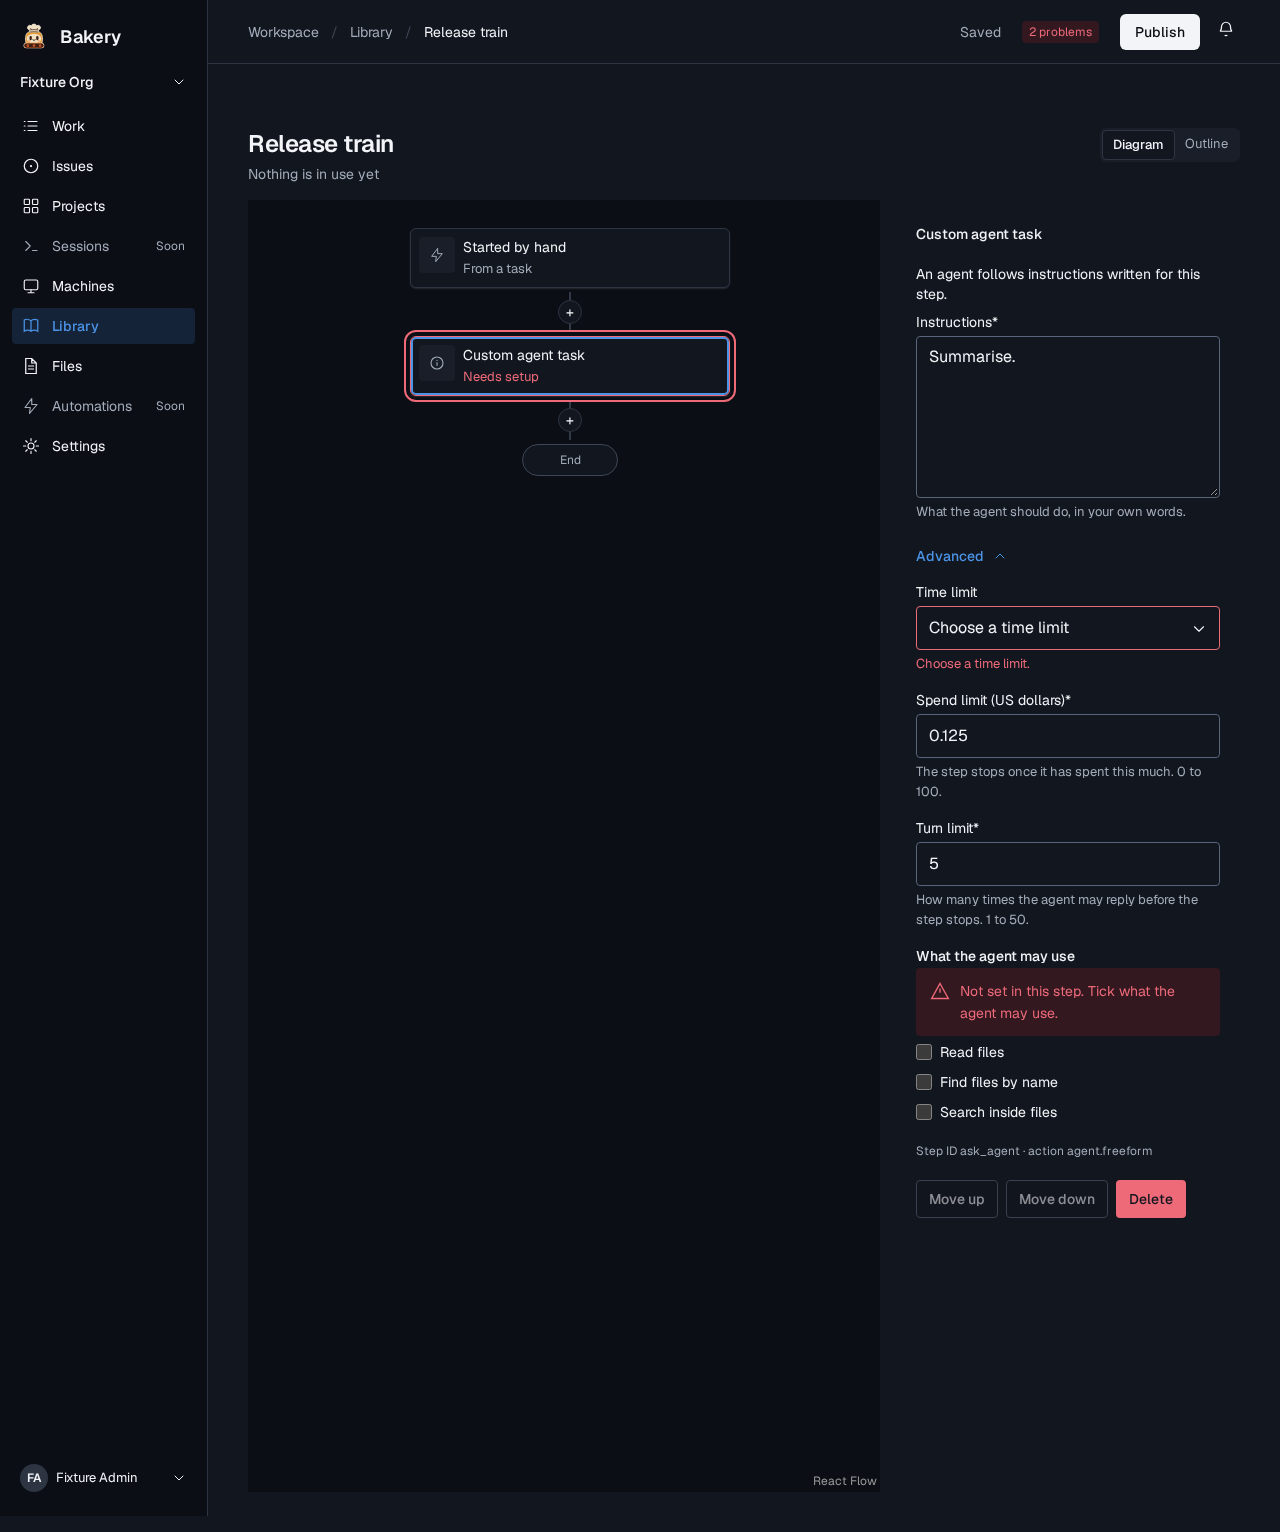 Bakery
Fixture Org
Work
Issues
Projects
Sessions Soon
Machines
Library
Files
Automations Soon
Settings
FA Fixture Admin
Workspace / Library / Release train
Saved
2 problems
Publish
Release train
Nothing is in use yet
Diagram
Outline
Started by hand
From a task
+
Custom agent task
Needs setup
+
End
React Flow
Custom agent task
An agent follows instructions written for this
step.
Instructions*
Summarise.
What the agent should do, in your own words.
Advanced
Time limit
Choose a time limit
Choose a time limit.
Spend limit (US dollars)*
0.125
The step stops once it has spent this much. 0 to
100.
Turn limit*
5
How many times the agent may reply before the
step stops. 1 to 50.
What the agent may use
Not set in this step. Tick what the
agent may use.
Read files
Find files by name
Search inside files
Step ID ask_agent · action agent.freeform
Move up
Move down
Delete